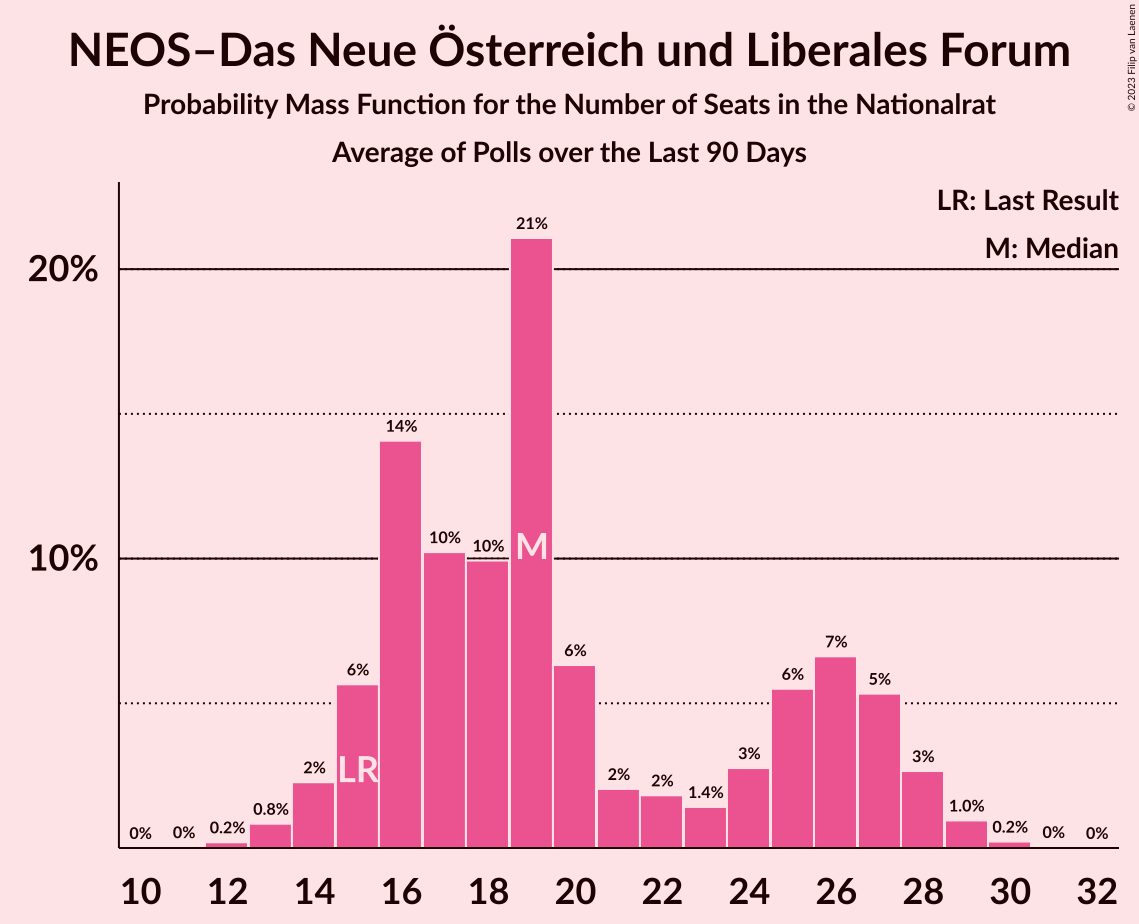 NEOS–Das Neue Österreich und Liberales Forum
Probability Mass Function for the Number of Seats in the Nationalrat
Average of Polls over the Last 90 Days
© 2023 Filip van Laenen
LR: Last Result
M: Median
20%
10%
0% 0% 0.2% 0.8% 2% 6% 14% 10% 10% 21% 6% 2% 2% 1.4% 3% 6% 7% 5% 3% 1.0% 0.2% 0% 0%
LR M
10 12 14 16 18 20 22 24 26 28 30 32